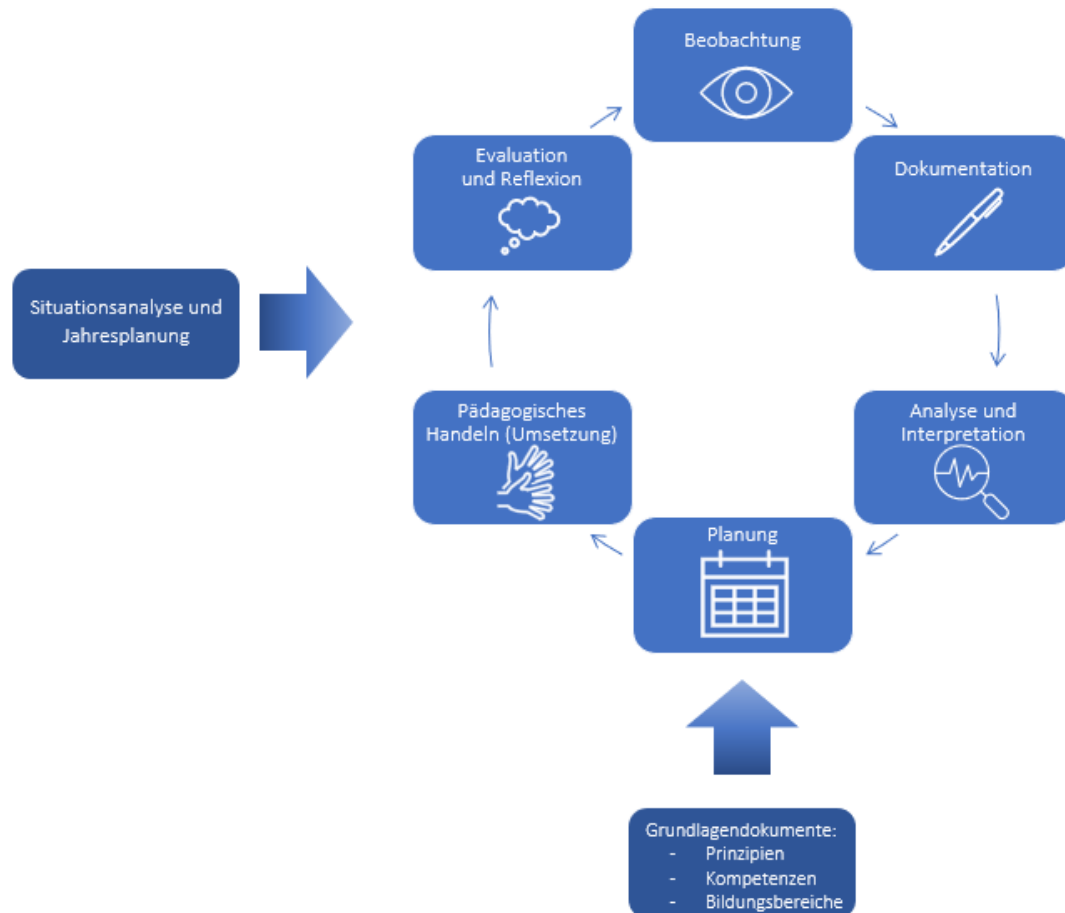 Beobachtung
Evaluation
und Reflexion
Dokumentation
Situationsanalyse und
Jahresplanung
Pädagogisches
Handeln (Umsetzung)
Analyse und
Interpretation
Planung
Grundlagendokumente:
- Prinzipien
- Kompetenzen
- Bildungsbereiche